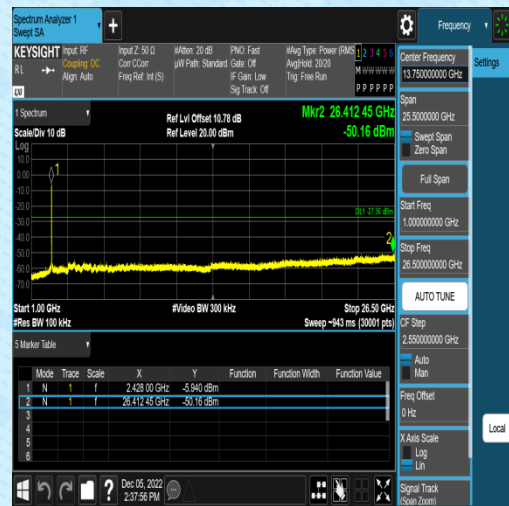 Spectrum Analyzer 1
Swept SA
+
Frequency
KEYSIGHT
Input: RF
Coupling: DC
Align: Auto
Input Z: 50 Ω
Corr CCorr
Freq Ref: Int (S)
#Atten: 20 dB
µW Path: Standard
PNO: Fast
Gate: Off
IF Gain: Low
Sig Track: Off
#Avg Type: Power (RMS
Avg|Hold: 20/20
Trig: Free Run
1 2 3 4 5 6
M W W W W W
P P P P P P
R L
LXI
1 Spectrum
Scale/Div 10 dB
Ref Lvl Offset 10.78 dB
Ref Level 20.00 dBm
Mkr2 26.412 45 GHz
-50.16 dBm
Log
10.0
0.00
-10.0
-20.0
-30.0
-40.0
-50.0
-60.0
-70.0
1
DL1 -27.36 dBm
2
Start 1.00 GHz
#Res BW 100 kHz
#Video BW 300 kHz
Stop 26.50 GHz
Sweep ~943 ms (30001 pts)
5 Marker Table
Mode Trace Scale X Y Function Function Width Function Value
1 N 1 f 2.428 00 GHz -5.940 dBm
2 N 1 f 26.412 45 GHz -50.16 dBm
3
4
5
6
Dec 05, 2022
2:37:56 PM
?
Center Frequency
13.750000000 GHz
Span
25.5000000 GHz
Swept Span
Zero Span
Full Span
Start Freq
1.000000000 GHz
Stop Freq
26.500000000 GHz
AUTO TUNE
CF Step
2.550000000 GHz
Auto
Man
Freq Offset
0 Hz
X Axis Scale
Log
Lin
Signal Track
(Span Zoom)
Settings
Local